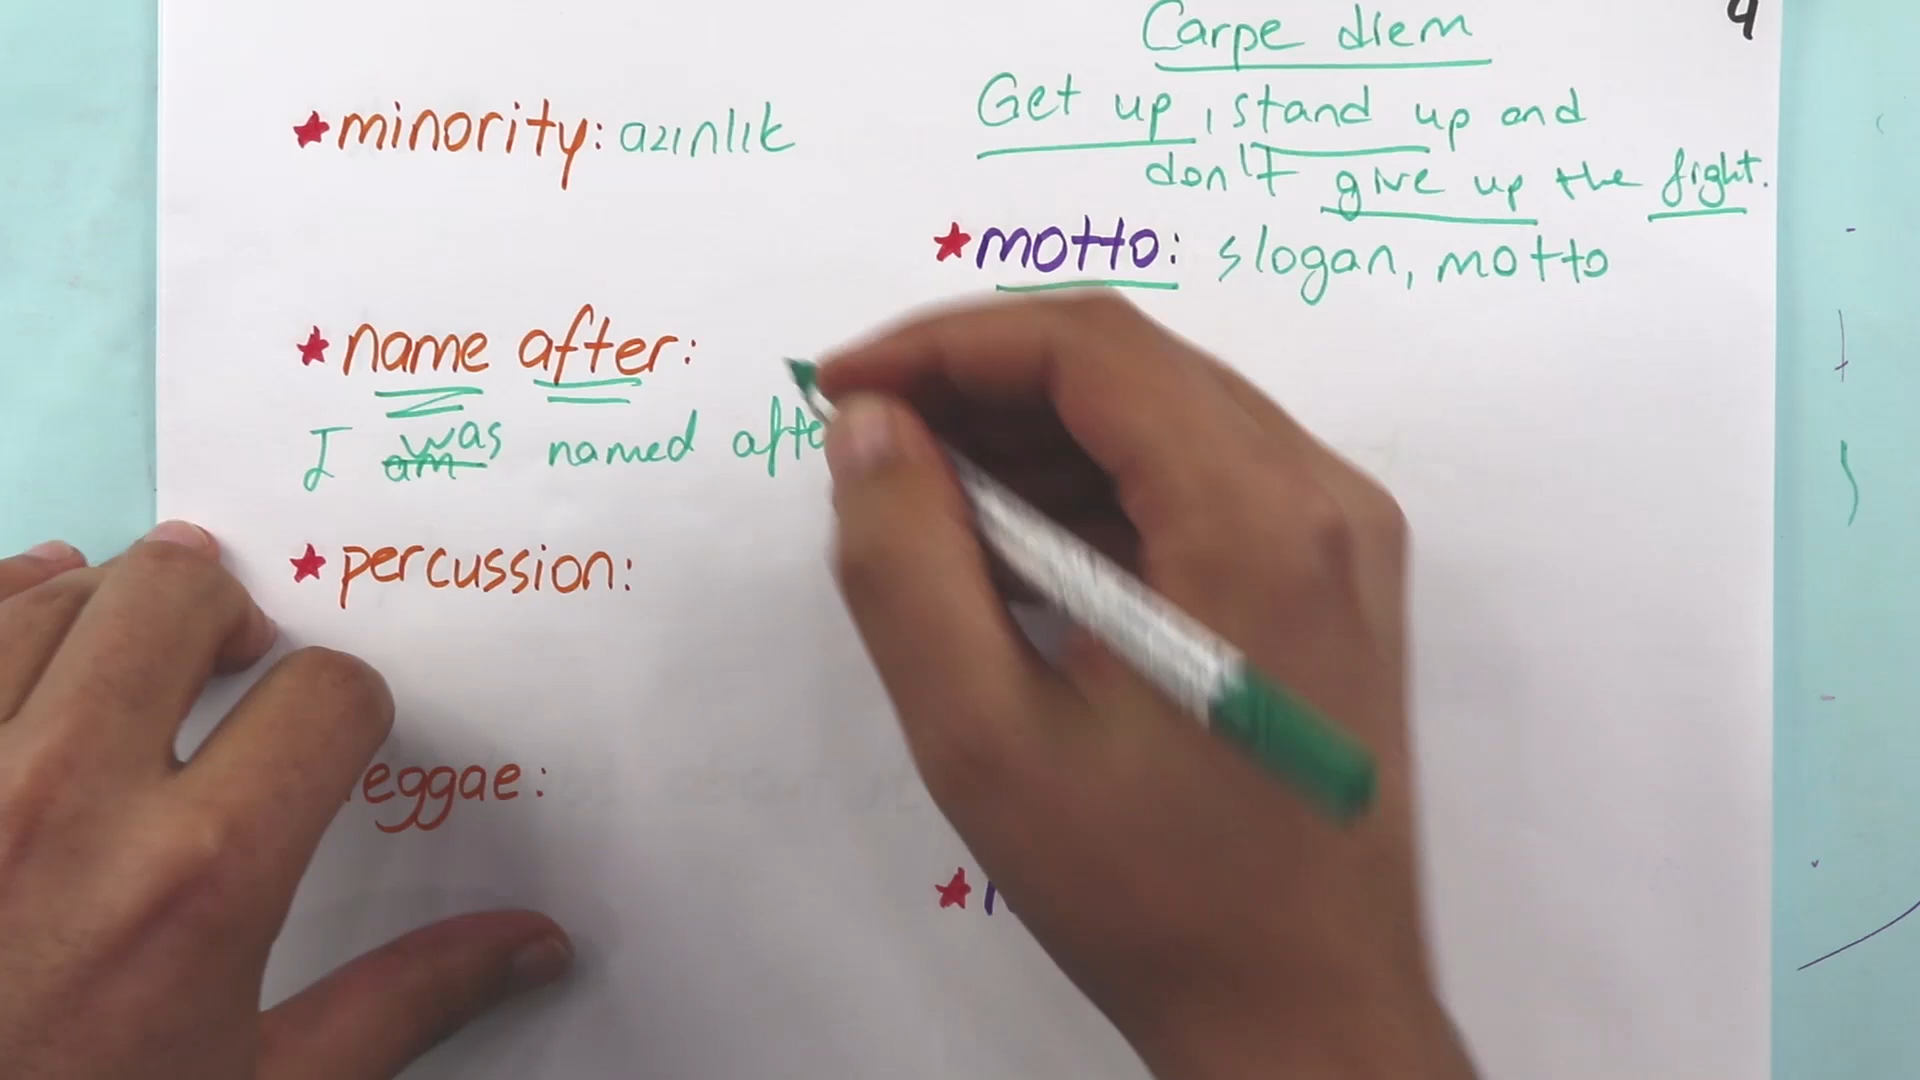 4
minority: azınlık
name after:
I was am named afte
percussion:
eggae:
Carpe diem
Get up, stand up and
don't give up the fight.
motto: slogan, motto